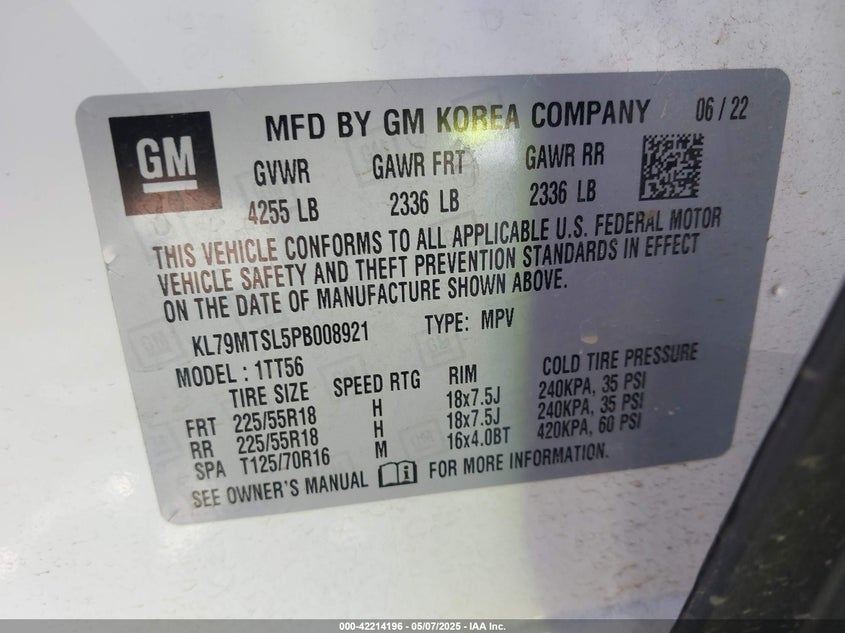 GM
MFD BY GM KOREA COMPANY 06 / 22
GVWR GAWR FRT GAWR RR
4255 LB 2336 LB 2336 LB
THIS VEHICLE CONFORMS TO ALL APPLICABLE U.S. FEDERAL MOTOR
VEHICLE SAFETY AND THEFT PREVENTION STANDARDS IN EFFECT
ON THE DATE OF MANUFACTURE SHOWN ABOVE.
KL79MTSL5PB008921 TYPE: MPV
MODEL : 1TT56
TIRE SIZE SPEED RTG RIM COLD TIRE PRESSURE
FRT 225/55R18 H 18x7.5J 240KPA, 35 PSI
RR 225/55R18 H 18x7.5J 240KPA, 35 PSI
SPA T125/70R16 M 16x4.0BT 420KPA, 60 PSI
SEE OWNER'S MANUAL FOR MORE INFORMATION.
000-42214196 - 05/07/2025 - IAA Inc.